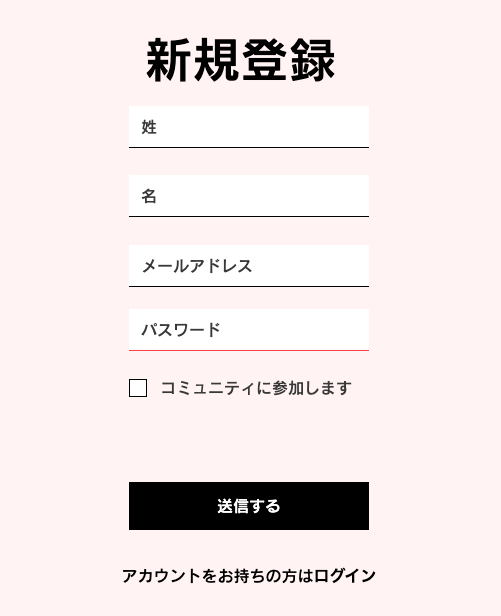 新規登録
姓
名
メールアドレス
パスワード
コミュニティに参加します
送信する
アカウントをお持ちの方はログイン